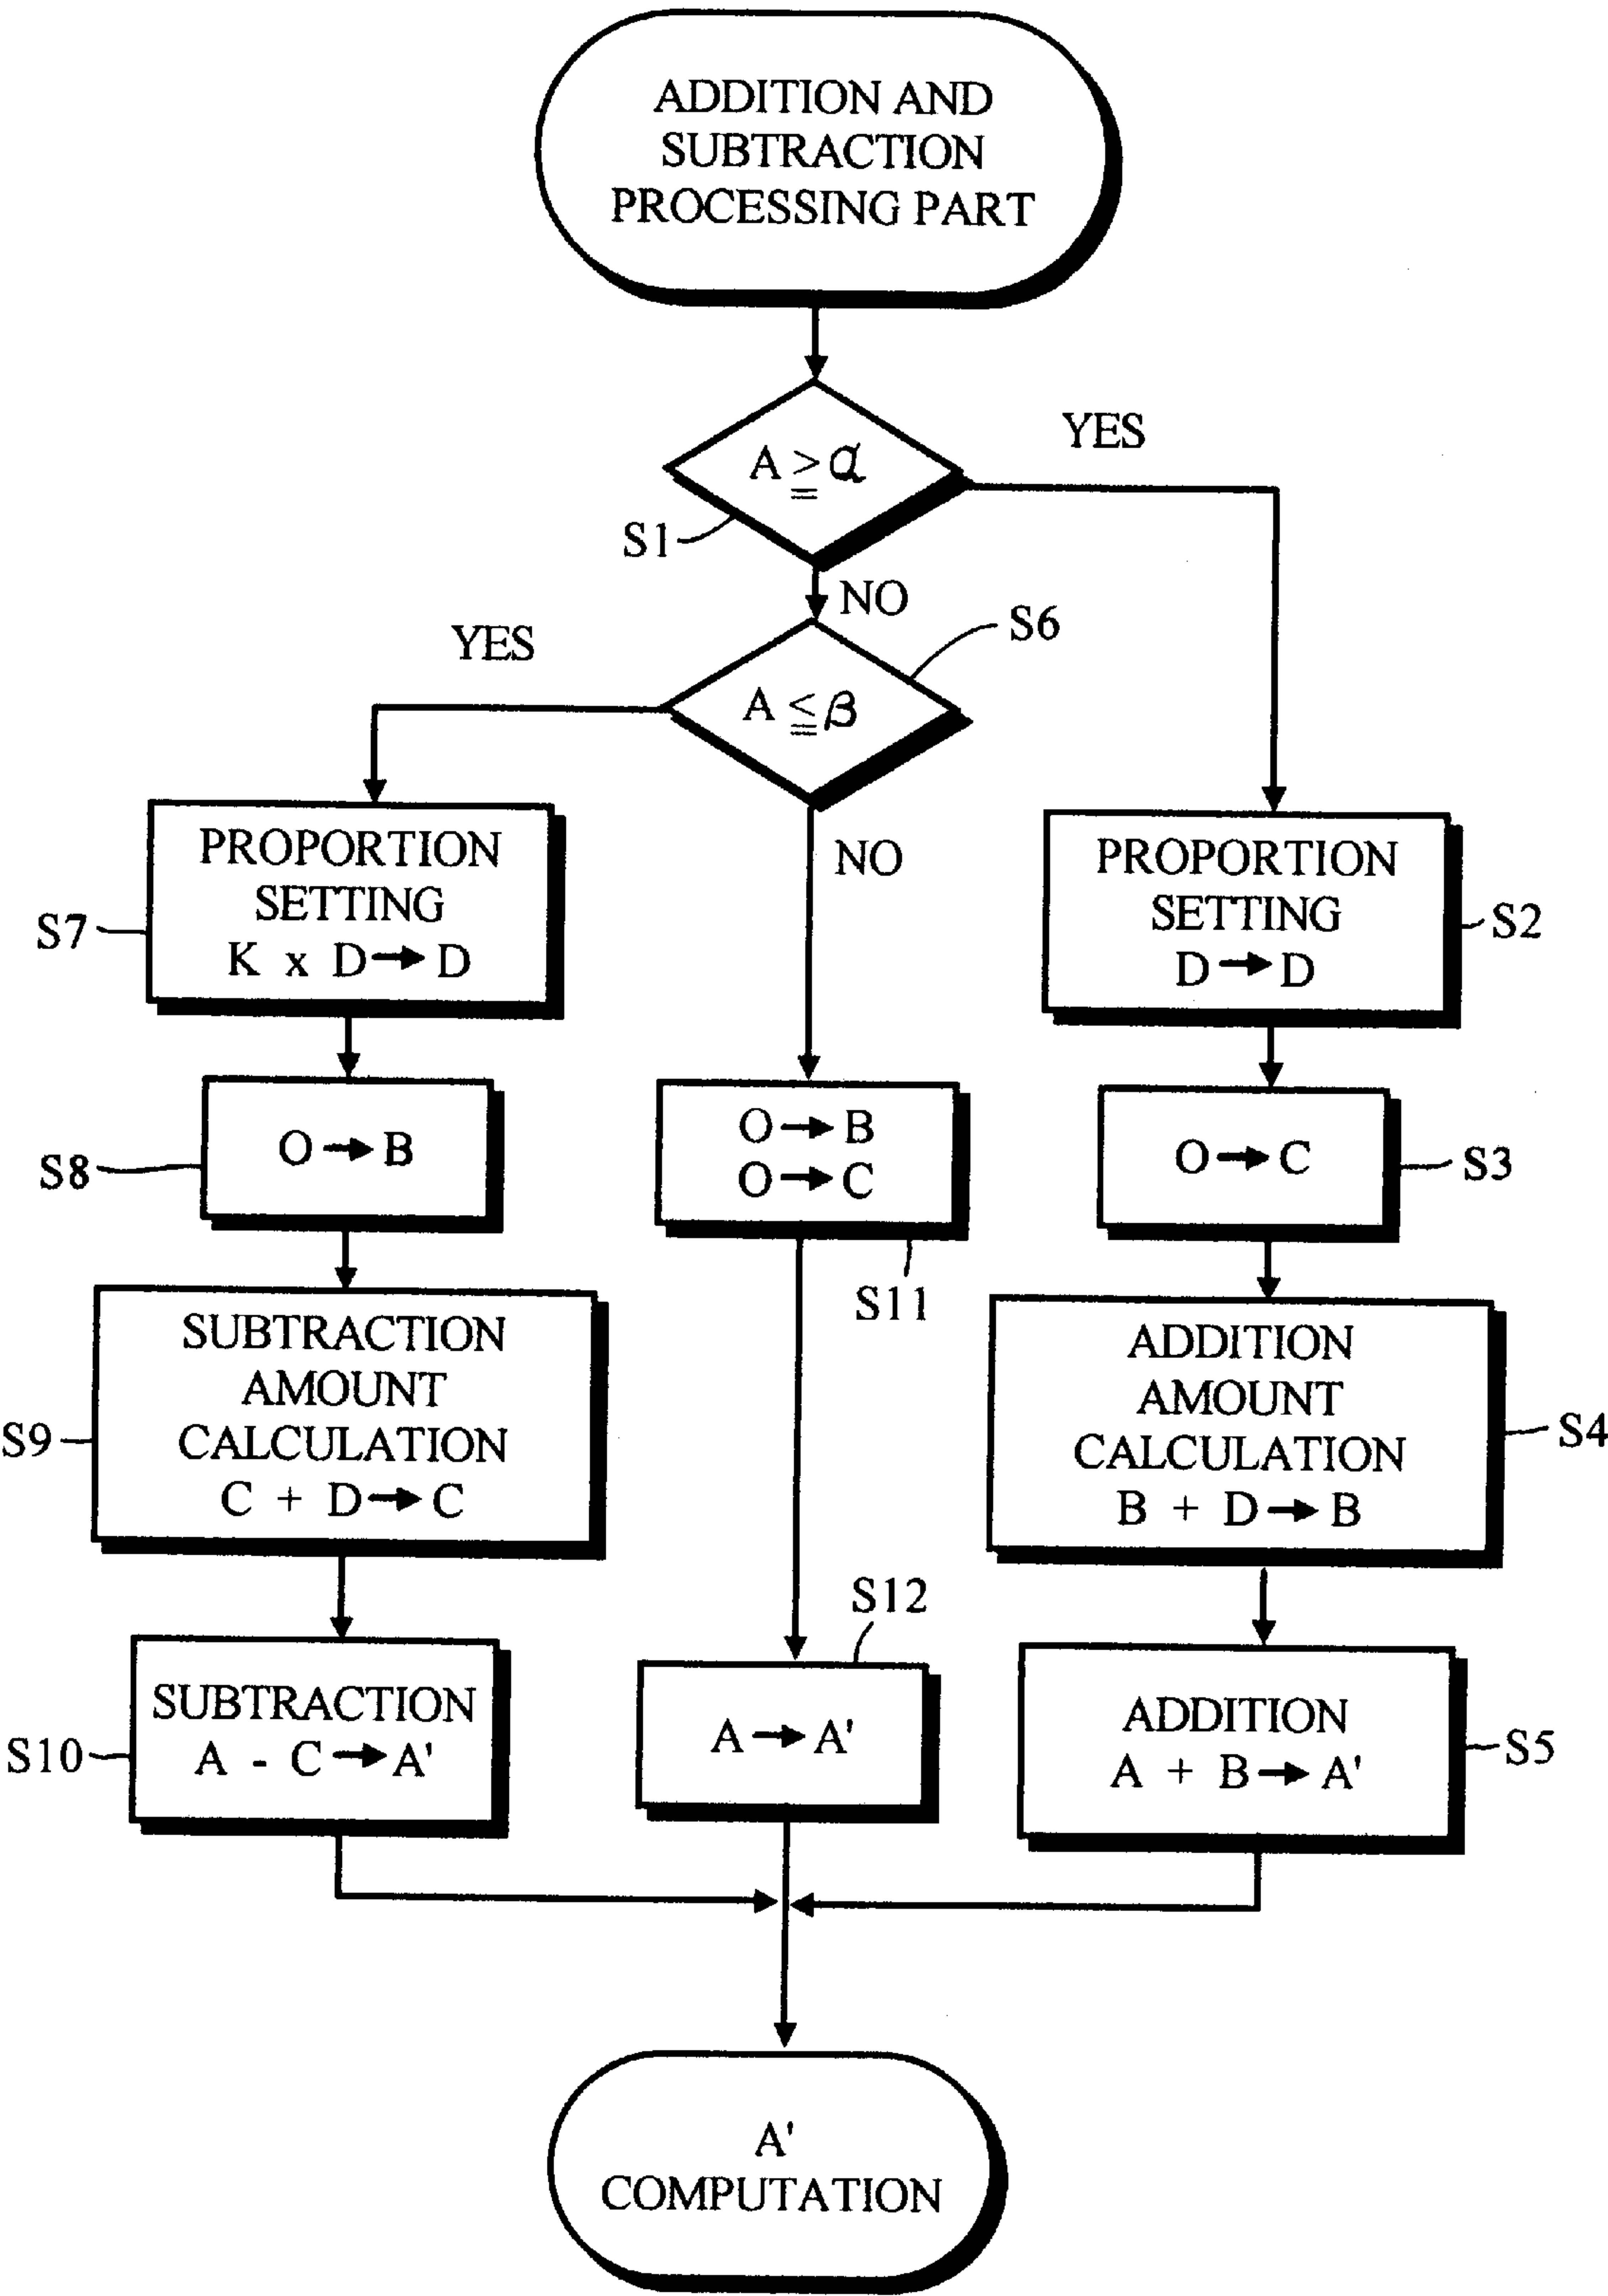 ADDITION AND
SUBTRACTION
PROCESSING PART
YES
A ≧ α
S1
NO
S6
YES
A ≦ β
NO
PROPORTION
SETTING
K x D → D
S7
PROPORTION
SETTING
D → D
S2
O → B
S8
O → B
O → C
S11
O → C
S3
SUBTRACTION
AMOUNT
CALCULATION
C + D → C
S9
ADDITION
AMOUNT
CALCULATION
B + D → B
S4
S12
SUBTRACTION
A - C → A'
S10
A → A'
ADDITION
A + B → A'
S5
A'
COMPUTATION